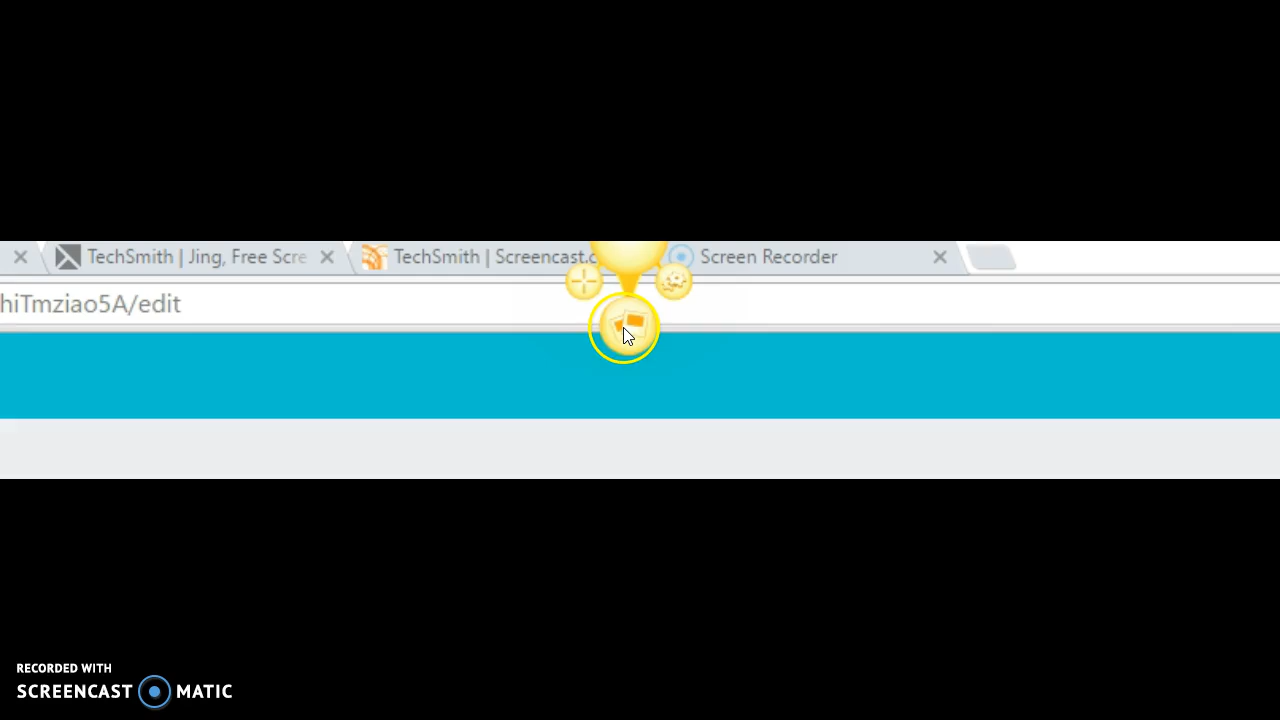 TechSmith | Jing, Free Scre
TechSmith | Screencast.c
Screen Recorder
hiTmziao5A/edit
RECORDED WITH
SCREENCAST MATIC